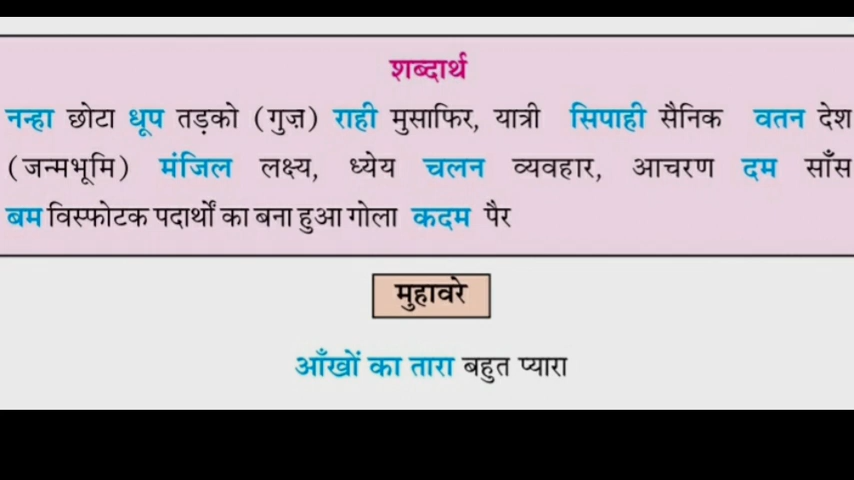 शब्दार्थ
नन्हा छोटा धूप तड़को (गुज़) राही मुसाफिर, यात्री सिपाही सैनिक वतन देश
(जन्मभूमि) मंजिल लक्ष्य, ध्येय चलन व्यवहार, आचरण दम साँस
बम विस्फोटक पदार्थों का बना हुआ गोला कदम पैर
मुहावरे
आँखों का तारा बहुत प्यारा